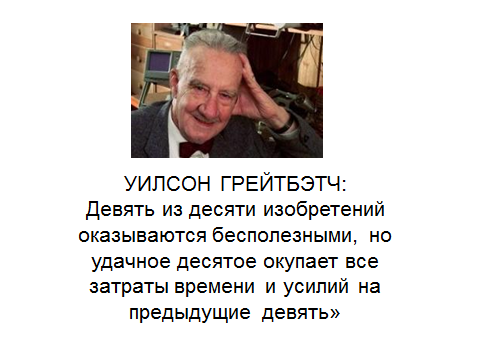 УИЛСОН ГРЕЙТБЭТЧ:
Девять из десяти изобретений
оказываются бесполезными, но
удачное десятое окупает все
затраты времени и усилий на
предыдущие девять»